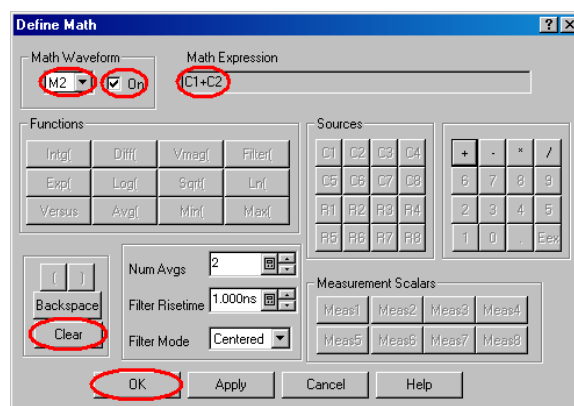 Define Math
Math Waveform
M2
On
Math Expression
C1+C2
Functions
Intg( Diff( Vmag( Filter(
Exp( Log( Sqrt( Ln(
Versus Avg( Min( Max(
Sources
C1 C2 C3 C4
C5 C6 C7 C8
R1 R2 R3 R4
R5 R6 R7 R8
+ - * /
6 7 8 9
2 3 4 5
1 0 . Eex
( )
Backspace
Clear
Num Avgs 2
Filter Risetime 1.000ns
Filter Mode Centered
Measurement Scalars
Meas1 Meas2 Meas3 Meas4
Meas5 Meas6 Meas7 Meas8
OK Apply Cancel Help